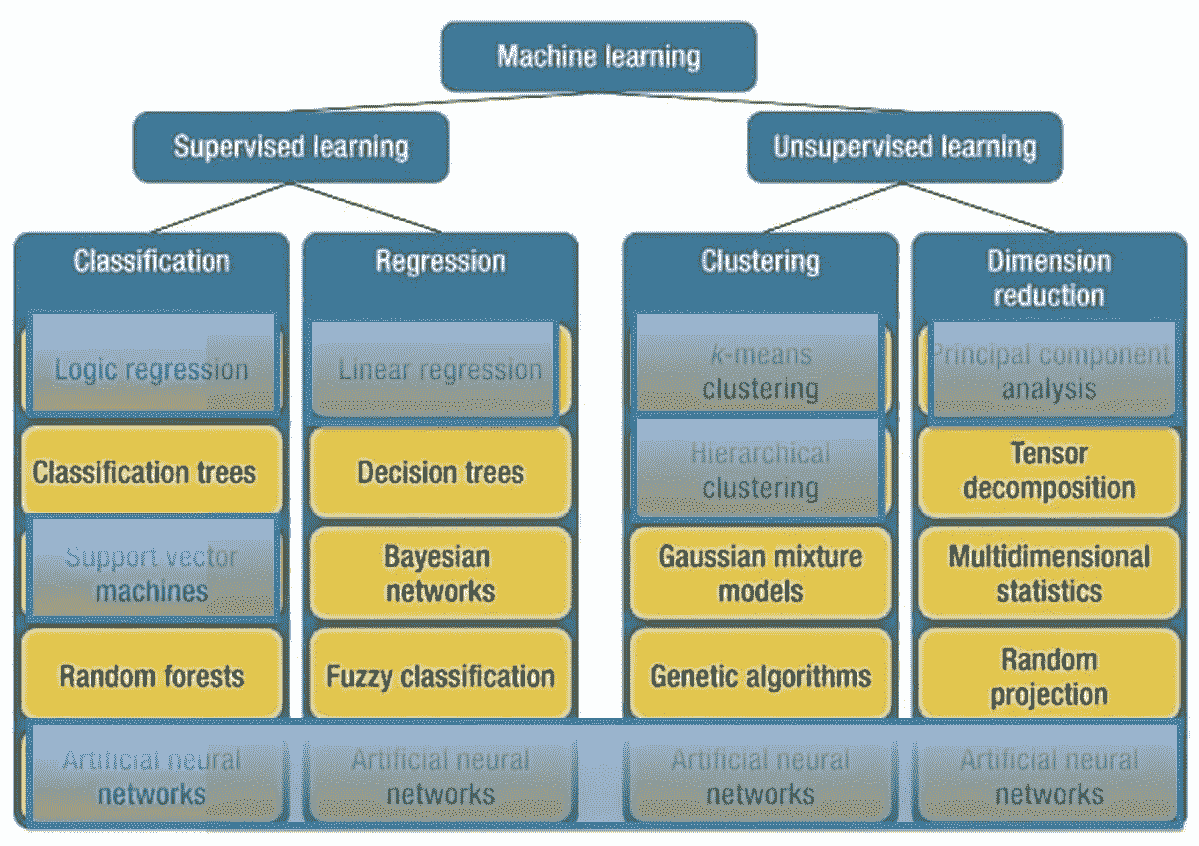 Machine learning
Supervised learning
Unsupervised learning
Classification
Logic regression
Classification trees
Support vector
machines
Random forests
Artificial neural
networks
Regression
Linear regression
Decision trees
Bayesian
networks
Fuzzy classification
Artificial neural
networks
Clustering
k-means
clustering
Hierarchical
clustering
Gaussian mixture
models
Genetic algorithms
Artificial neural
networks
Dimension
reduction
Principal component
analysis
Tensor
decomposition
Multidimensional
statistics
Random
projection
Artificial neural
networks